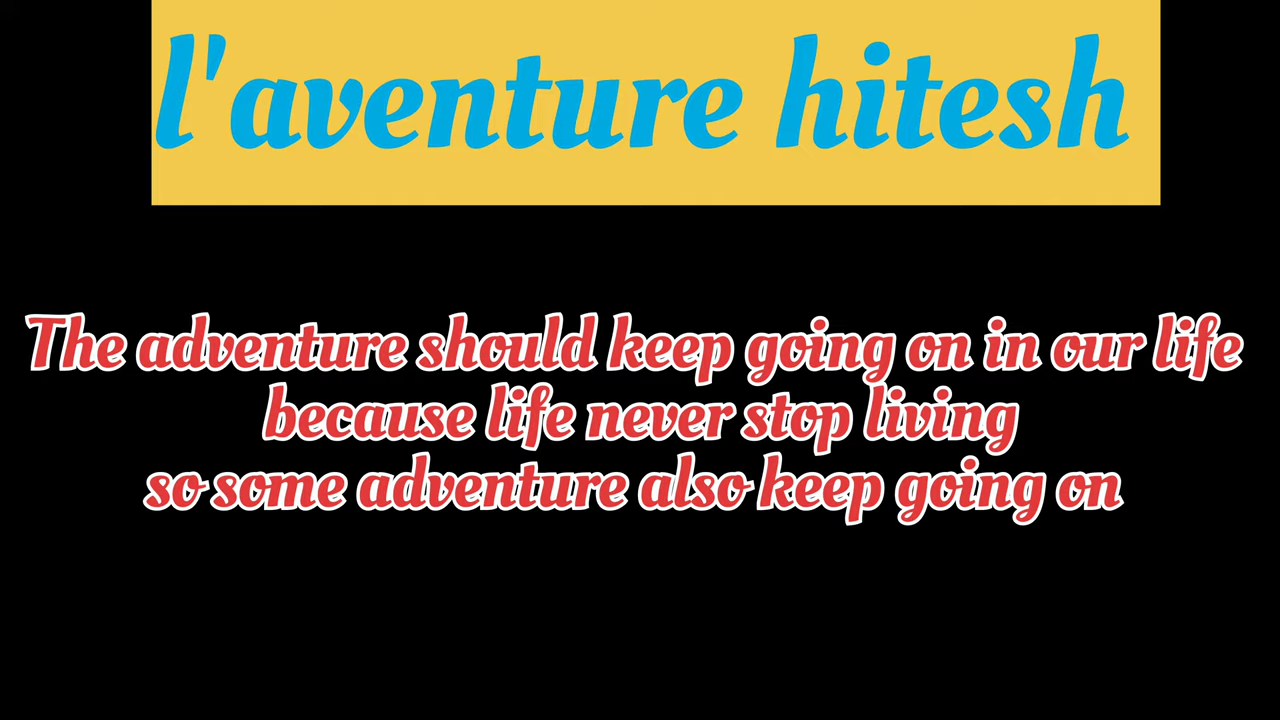 l'aventure hitesh
The adventure should keep going on in our life
because life never stop living
so some adventure also keep going on